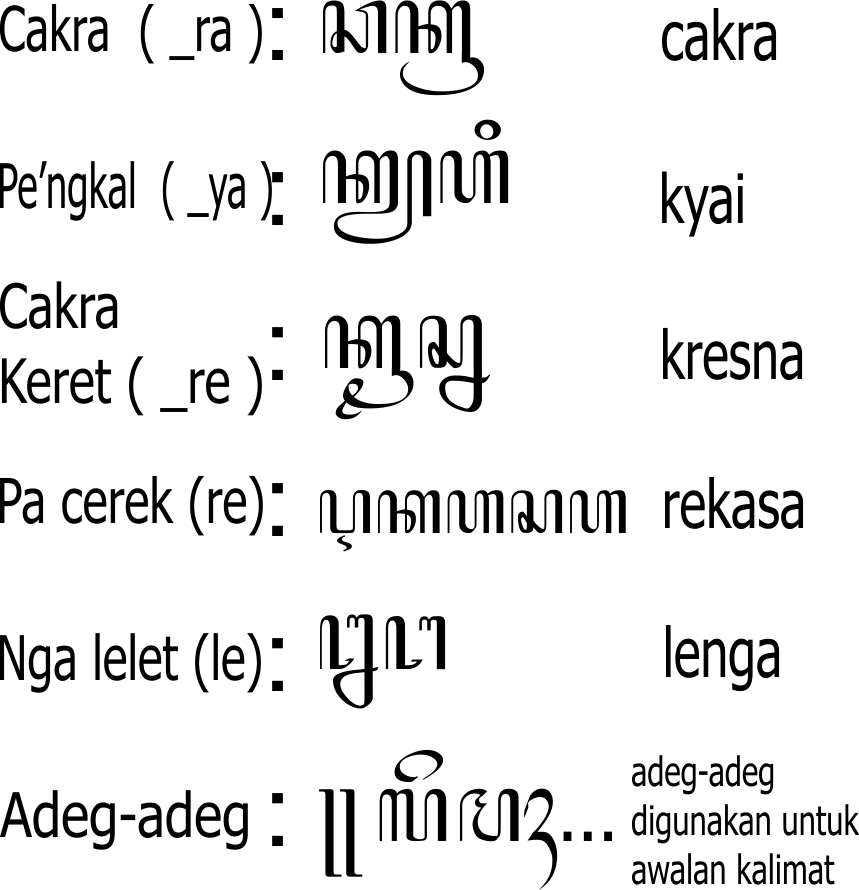 Cakra ( _ra ) : ꦕꦏꦿ cakra
Pe'ngkal ( _ya ) : ꦏꦾꦲꦶ kyai
Cakra
Keret ( _re ) : ꦏꦽꦱ꧀ꦤ kresna
Pa cerek (re) : rekasa
Nga lelet (le) : ꦊꦔ lenga
Adeg-adeg : ... adeg-adeg
digunakan untuk
awalan kalimat